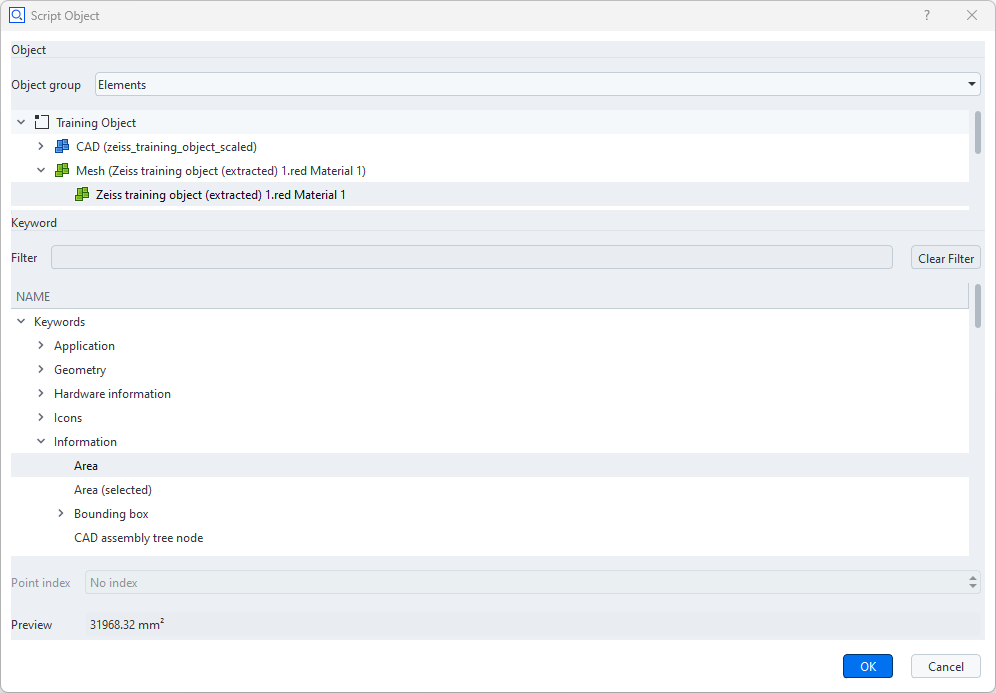 Script Object
?
Object
Object group Elements
Training Object
CAD (zeiss_training_object_scaled)
Mesh (Zeiss training object (extracted) 1.red Material 1)
Zeiss training object (extracted) 1.red Material 1
Keyword
Filter Clear Filter
NAME
Keywords
Application
Geometry
Hardware information
Icons
Information
Area
Area (selected)
Bounding box
CAD assembly tree node
Point index No index
Preview 31968.32 mm²
OK Cancel